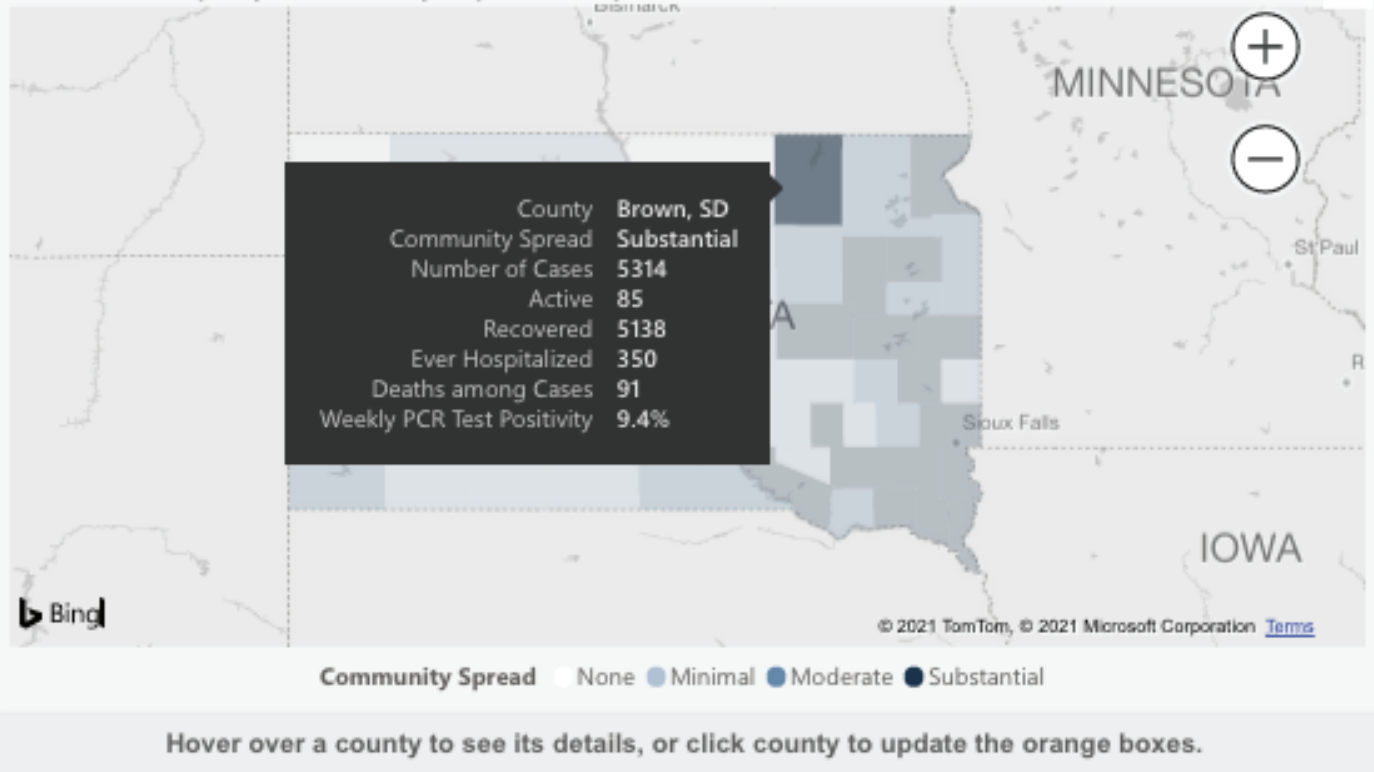 Bismarck
MINNESOTA
County Brown, SD
Community Spread Substantial
Number of Cases 5314
Active 85
Recovered 5138
Ever Hospitalized 350
Deaths among Cases 91
Weekly PCR Test Positivity 9.4%
St Paul
A
R
Sioux Falls
IOWA
Bing
© 2021 TomTom, © 2021 Microsoft Corporation Terms
Community Spread None Minimal Moderate Substantial
Hover over a county to see its details, or click county to update the orange boxes.